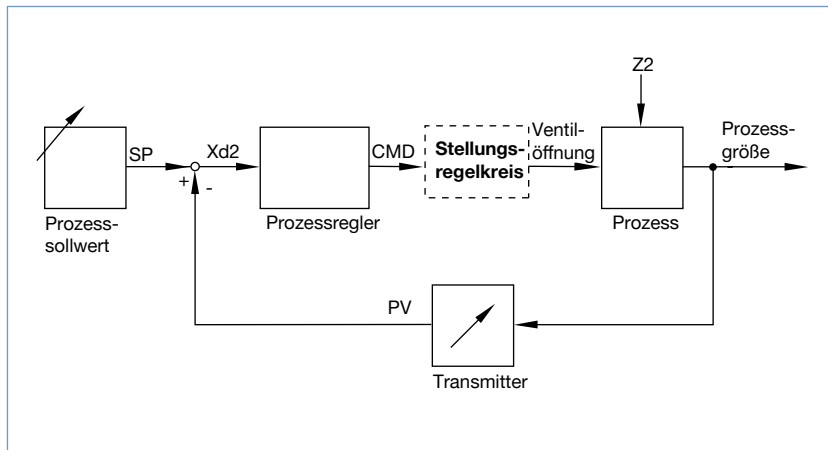 Z2
SP
Xd2
CMD
Stellungs-
regelkreis
Ventil-
öffnung
Prozess-
größe
+
-
Prozess-
sollwert
Prozessregler
Prozess
PV
Transmitter